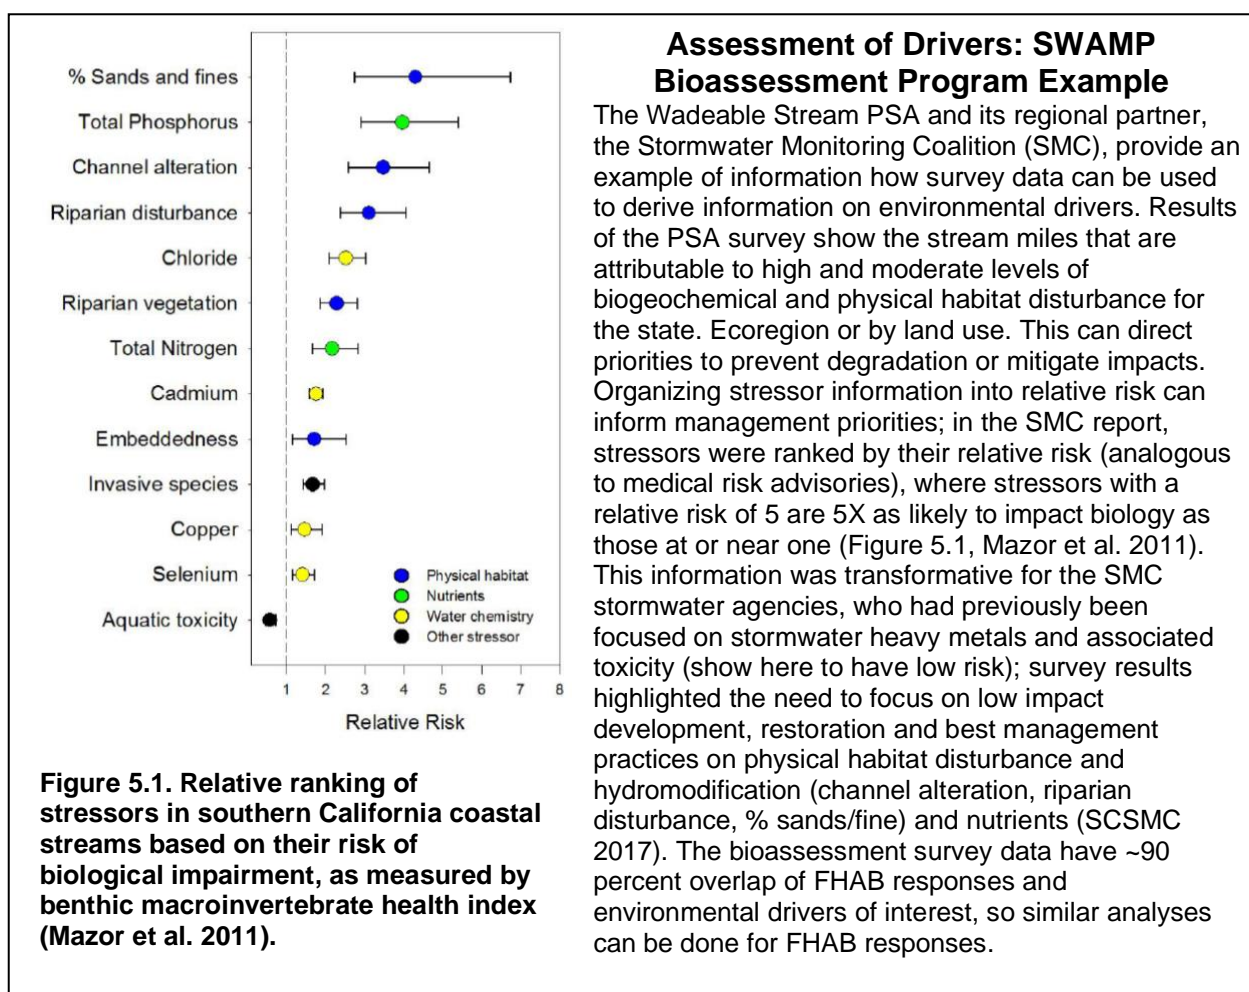 % Sands and fines
Total Phosphorus
Channel alteration
Riparian disturbance
Chloride
Riparian vegetation
Total Nitrogen
Cadmium
Embeddedness
Invasive species
Copper
Selenium
Aquatic toxicity
Physical habitat
Nutrients
Water chemistry
Other stressor
1 2 3 4 5 6 7 8
Relative Risk
Figure 5.1. Relative ranking of
stressors in southern California coastal
streams based on their risk of
biological impairment, as measured by
benthic macroinvertebrate health index
(Mazor et al. 2011).
Assessment of Drivers: SWAMP
Bioassessment Program Example
The Wadeable Stream PSA and its regional partner,
the Stormwater Monitoring Coalition (SMC), provide an
example of information how survey data can be used
to derive information on environmental drivers. Results
of the PSA survey show the stream miles that are
attributable to high and moderate levels of
biogeochemical and physical habitat disturbance for
the state. Ecoregion or by land use. This can direct
priorities to prevent degradation or mitigate impacts.
Organizing stressor information into relative risk can
inform management priorities; in the SMC report,
stressors were ranked by their relative risk (analogous
to medical risk advisories), where stressors with a
relative risk of 5 are 5X as likely to impact biology as
those at or near one (Figure 5.1, Mazor et al. 2011).
This information was transformative for the SMC
stormwater agencies, who had previously been
focused on stormwater heavy metals and associated
toxicity (show here to have low risk); survey results
highlighted the need to focus on low impact
development, restoration and best management
practices on physical habitat disturbance and
hydromodification (channel alteration, riparian
disturbance, % sands/fine) and nutrients (SCSMC
2017). The bioassessment survey data have ~90
percent overlap of FHAB responses and
environmental drivers of interest, so similar analyses
can be done for FHAB responses.